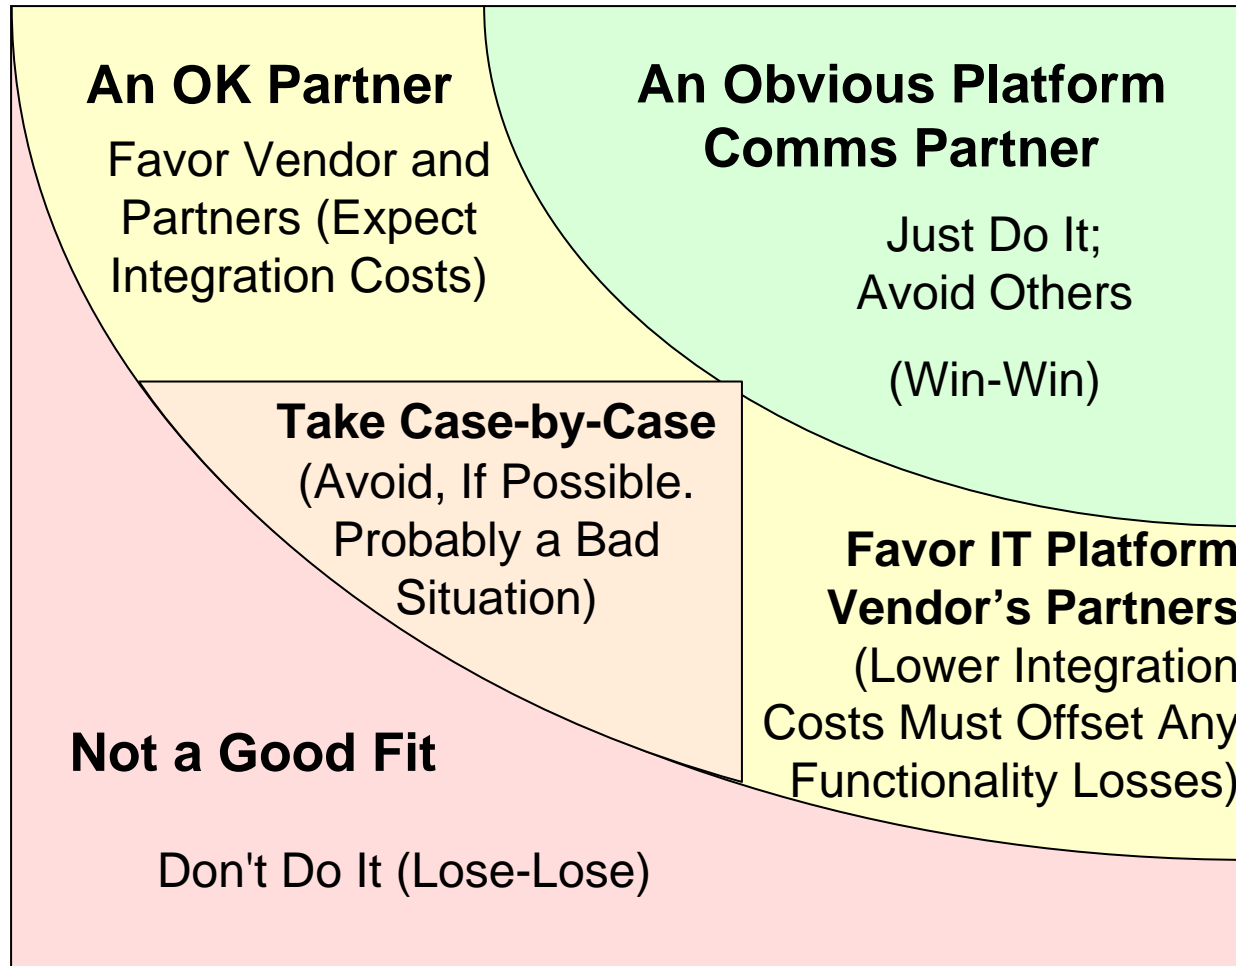 An OK Partner
Favor Vendor and
Partners (Expect
Integration Costs)
An Obvious Platform
Comms Partner
Just Do It;
Avoid Others
(Win-Win)
Take Case-by-Case
(Avoid, If Possible.
Probably a Bad
Situation)
Favor IT Platform
Vendor’s Partners
(Lower Integration
Costs Must Offset Any
Functionality Losses)
Not a Good Fit
Don't Do It (Lose-Lose)